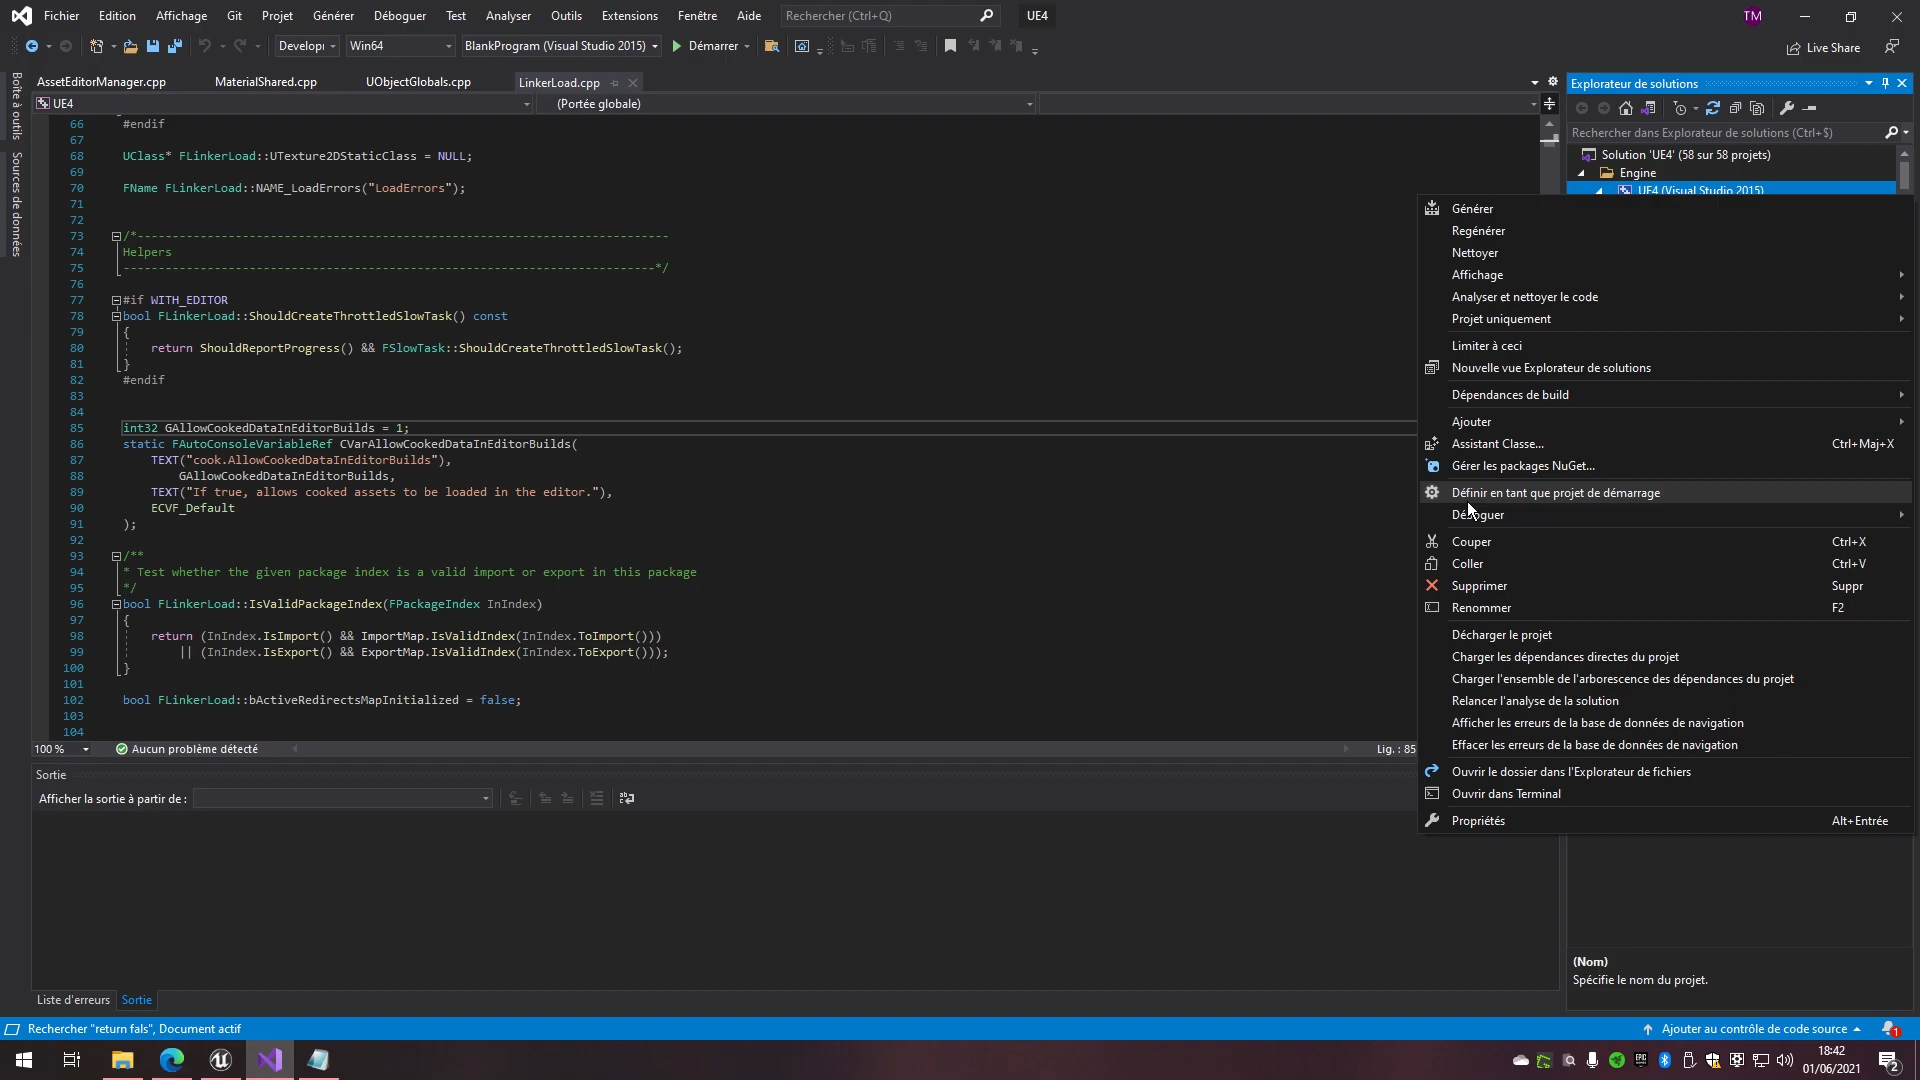 Fichier Edition Affichage Git Projet Générer Déboguer Test Analyser Outils Extensions Fenêtre Aide Rechercher (Ctrl+Q) UE4 TM
Developı Win64 BlankProgram (Visual Studio 2015) Démarrer Live Share
AssetEditorManager.cpp MaterialShared.cpp UObjectGlobals.cpp LinkerLoad.cpp
UE4 (Portée globale)
Boîte à outils
Sources de données
66 #endif
67
68 UClass* FLinkerLoad::UTexture2DStaticClass = NULL;
69
70 FName FLinkerLoad::NAME_LoadErrors("LoadErrors");
71
72
73 /*----------------------------------------------------------------------------
74 Helpers
75 ----------------------------------------------------------------------------*/
76
77 #if WITH_EDITOR
78 bool FLinkerLoad::ShouldCreateThrottledSlowTask() const
79 {
80 return ShouldReportProgress() && FSlowTask::ShouldCreateThrottledSlowTask();
81 }
82 #endif
83
84
85 int32 GAllowCookedDataInEditorBuilds = 1;
86 static FAutoConsoleVariableRef CVarAllowCookedDataInEditorBuilds(
87 TEXT("cook.AllowCookedDataInEditorBuilds"),
88 GAllowCookedDataInEditorBuilds,
89 TEXT("If true, allows cooked assets to be loaded in the editor."),
90 ECVF_Default
91 );
92
93 /**
94 * Test whether the given package index is a valid import or export in this package
95 */
96 bool FLinkerLoad::IsValidPackageIndex(FPackageIndex InIndex)
97 {
98 return (InIndex.IsImport() && ImportMap.IsValidIndex(InIndex.ToImport()))
99 || (InIndex.IsExport() && ExportMap.IsValidIndex(InIndex.ToExport()));
100 }
101
102 bool FLinkerLoad::bActiveRedirectsMapInitialized = false;
103
104
100 % Aucun problème détecté Lig. : 85
Sortie
Afficher la sortie à partir de :
Liste d'erreurs Sortie
Explorateur de solutions
Rechercher dans Explorateur de solutions (Ctrl+$)
Solution 'UE4' (58 sur 58 projets)
Engine
UE4 (Visual Studio 2015)
Générer
Regénérer
Nettoyer
Affichage
Analyser et nettoyer le code
Projet uniquement
Limiter à ceci
Nouvelle vue Explorateur de solutions
Dépendances de build
Ajouter
Assistant Classe... Ctrl+Maj+X
Gérer les packages NuGet...
Définir en tant que projet de démarrage
Déboguer
Couper Ctrl+X
Coller Ctrl+V
Supprimer Suppr
Renommer F2
Décharger le projet
Charger les dépendances directes du projet
Charger l'ensemble de l'arborescence des dépendances du projet
Relancer l'analyse de la solution
Afficher les erreurs de la base de données de navigation
Effacer les erreurs de la base de données de navigation
Ouvrir le dossier dans l'Explorateur de fichiers
Ouvrir dans Terminal
Propriétés Alt+Entrée
(Nom)
Spécifie le nom du projet.
Rechercher "return fals", Document actif Ajouter au contrôle de code source 1
18:42
01/06/2021
2